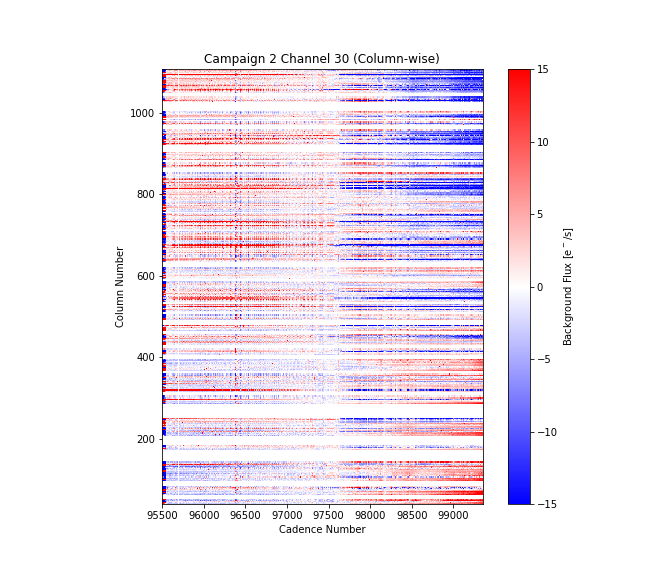 Campaign 2 Channel 30 (Column-wise)
1000
800
600
400
200
Column Number
95500 96000 96500 97000 97500 98000 98500 99000
Cadence Number
15
10
5
0
−5
−10
−15
Background Flux [e⁻/s]